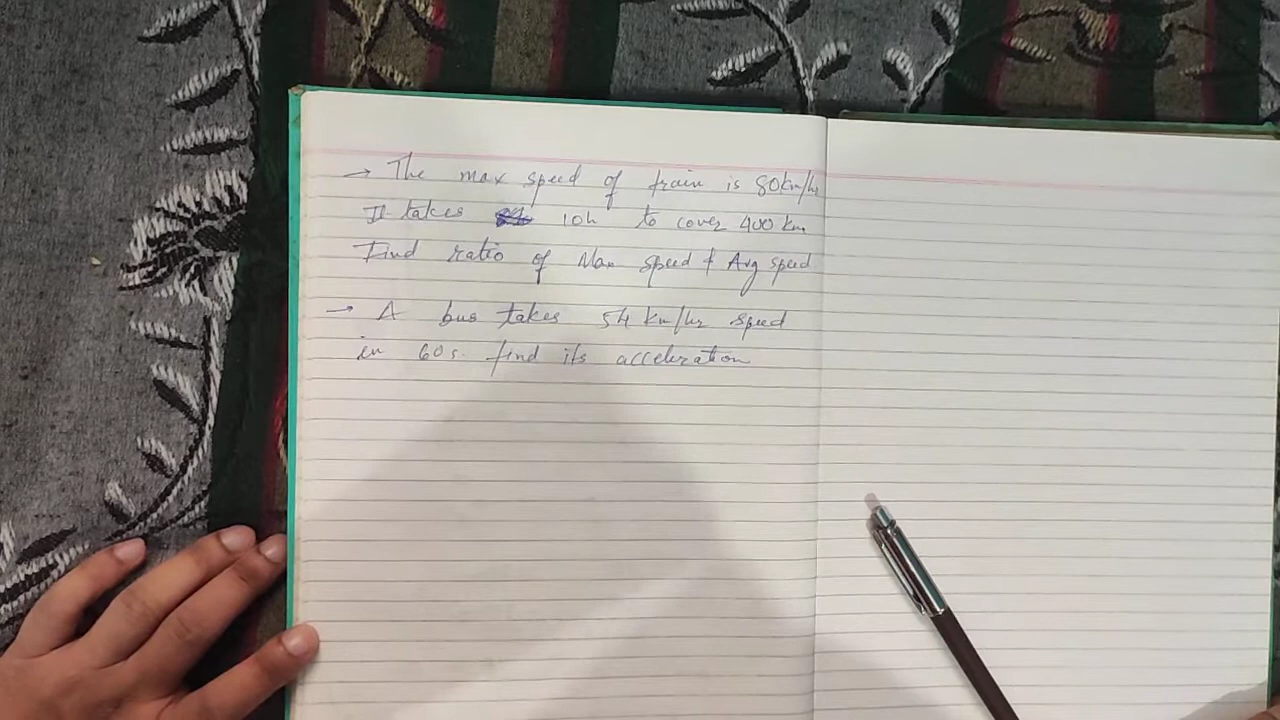 → The max speed of train is 80km/hr
It takes 10h to cover 400 km
Find ratio of Max speed & Avg speed
→ A bus takes 54 km/hr speed
in 60s. find its acceleration